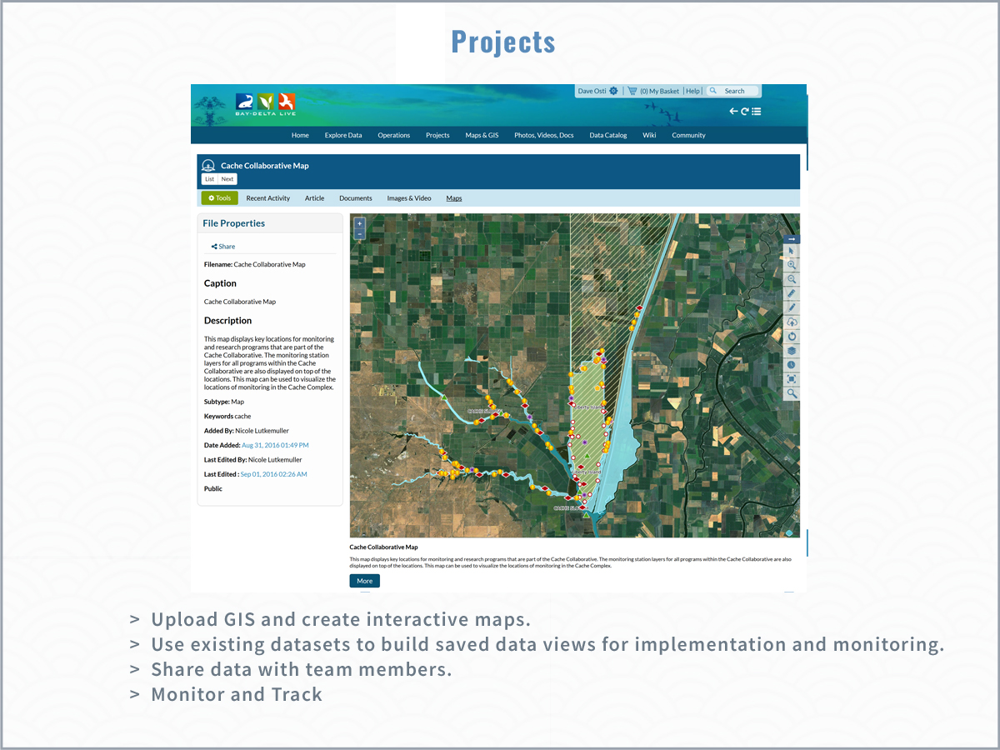 Projects
Dave Osti | (0) My Basket | Help | Search
BAY-DELTA LIVE
Home Explore Data Operations Projects Maps & GIS Photos, Videos, Docs Data Catalog Wiki Community
Cache Collaborative Map
List Next
Tools Recent Activity Article Documents Images & Video Maps
File Properties
Share
Filename: Cache Collaborative Map
Caption
Cache Collaborative Map
Description
This map displays key locations for monitoring
and research programs that are part of the
Cache Collaborative. The monitoring station
layers for all programs within the Cache
Collaborative are also displayed on top of the
locations. This map can be used to visualize the
locations of monitoring in the Cache Complex.
Subtype: Map
Keywords cache
Added By: Nicole Lutkemuller
Date Added: Aug 31, 2016 01:49 PM
Last Edited By: Nicole Lutkemuller
Last Edited : Sep 01, 2016 02:26 AM
Public
+
−
Liberty Island
Liberty Island
Cache Collaborative Map
This map displays key locations for monitoring and research programs that are part of the Cache Collaborative. The monitoring station layers for all programs within the Cache Collaborative are also
displayed on top of the locations. This map can be used to visualize the locations of monitoring in the Cache Complex.
More
> Upload GIS and create interactive maps.
> Use existing datasets to build saved data views for implementation and monitoring.
> Share data with team members.
> Monitor and Track